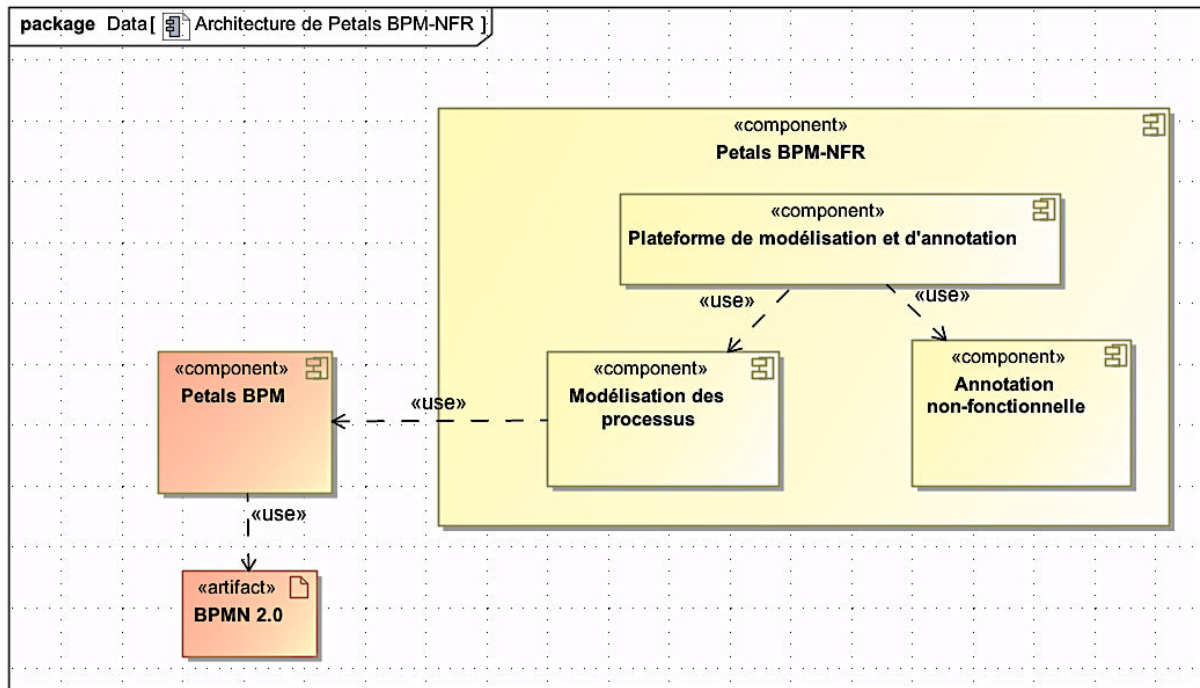 package Data[ Architecture de Petals BPM-NFR ]
«component»
Petals BPM-NFR
«component»
Plateforme de modélisation et d'annotation
«use»
«use»
«component»
Petals BPM
«use»
«component»
Modélisation des
processus
«component»
Annotation
non-fonctionnelle
«use»
«artifact»
BPMN 2.0